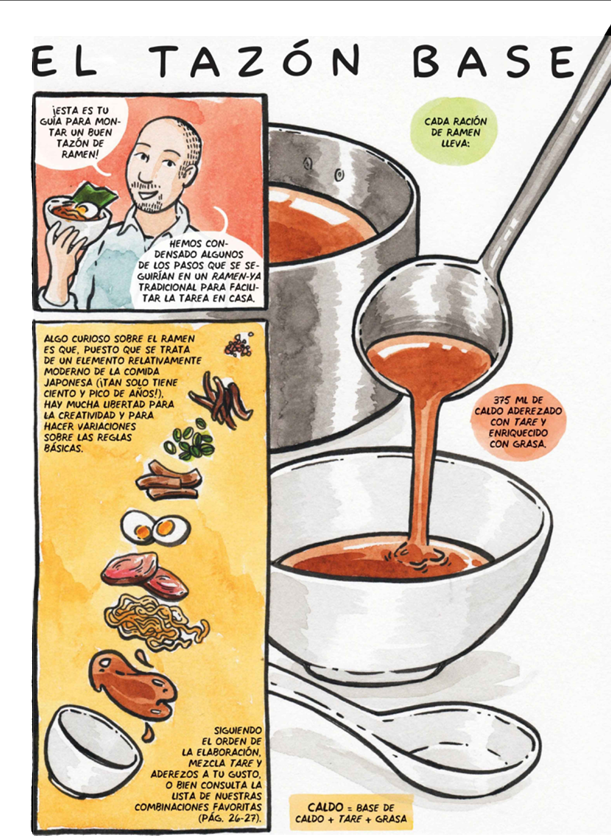 EL TAZÓN BASE
¡ESTA ES TU
GUÍA PARA MON-
TAR UN BUEN
TAZÓN DE
RAMEN!
HEMOS CON-
DENSADO ALGUNOS
DE LOS PASOS QUE SE SE-
GUIRÍAN EN UN RAMEN-YA
TRADICIONAL PARA FACILI-
TAR LA TAREA EN CASA.
CADA RACIÓN
DE RAMEN
LLEVA:
ALGO CURIOSO SOBRE EL RAMEN
ES QUE, PUESTO QUE SE TRATA
DE UN ELEMENTO RELATIVAMENTE
MODERNO DE LA COMIDA
JAPONESA (¡TAN SOLO TIENE
CIENTO Y PICO DE AÑOS!),
HAY MUCHA LIBERTAD PARA
LA CREATIVIDAD Y PARA
HACER VARIACIONES
SOBRE LAS REGLAS
BÁSICAS.
375 ML DE
CALDO ADEREZADO
CON TARE Y
ENRIQUECIDO
CON GRASA.
SIGUIENDO
EL ORDEN DE
LA ELABORACIÓN,
MEZCLA TARE Y
ADEREZOS A TU GUSTO,
O BIEN CONSULTA LA
LISTA DE NUESTRAS
COMBINACIONES FAVORITAS
(PÁG. 26-27).
CALDO = BASE DE
CALDO + TARE + GRASA